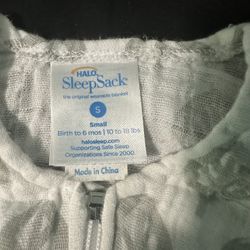 HALO
SleepSack
the original wearable blanket
S
Small
Birth to 6 mos | 10 to 18 lbs
halosleep.com
Supporting Safe Sleep
Organizations Since 2000
Made in China